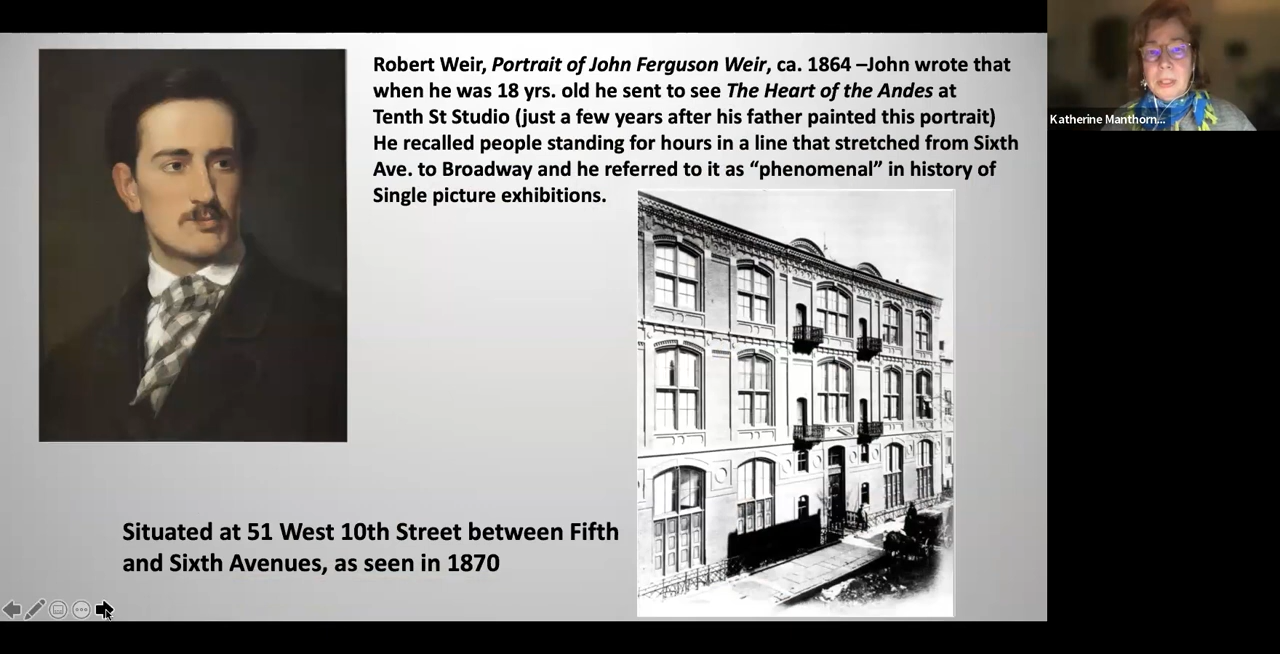 Robert Weir, Portrait of John Ferguson Weir, ca. 1864 –John wrote that
when he was 18 yrs. old he sent to see The Heart of the Andes at
Tenth St Studio (just a few years after his father painted this portrait)
He recalled people standing for hours in a line that stretched from Sixth
Ave. to Broadway and he referred to it as “phenomenal” in history of
Single picture exhibitions.
Katherine Manthorn...
Situated at 51 West 10th Street between Fifth
and Sixth Avenues, as seen in 1870